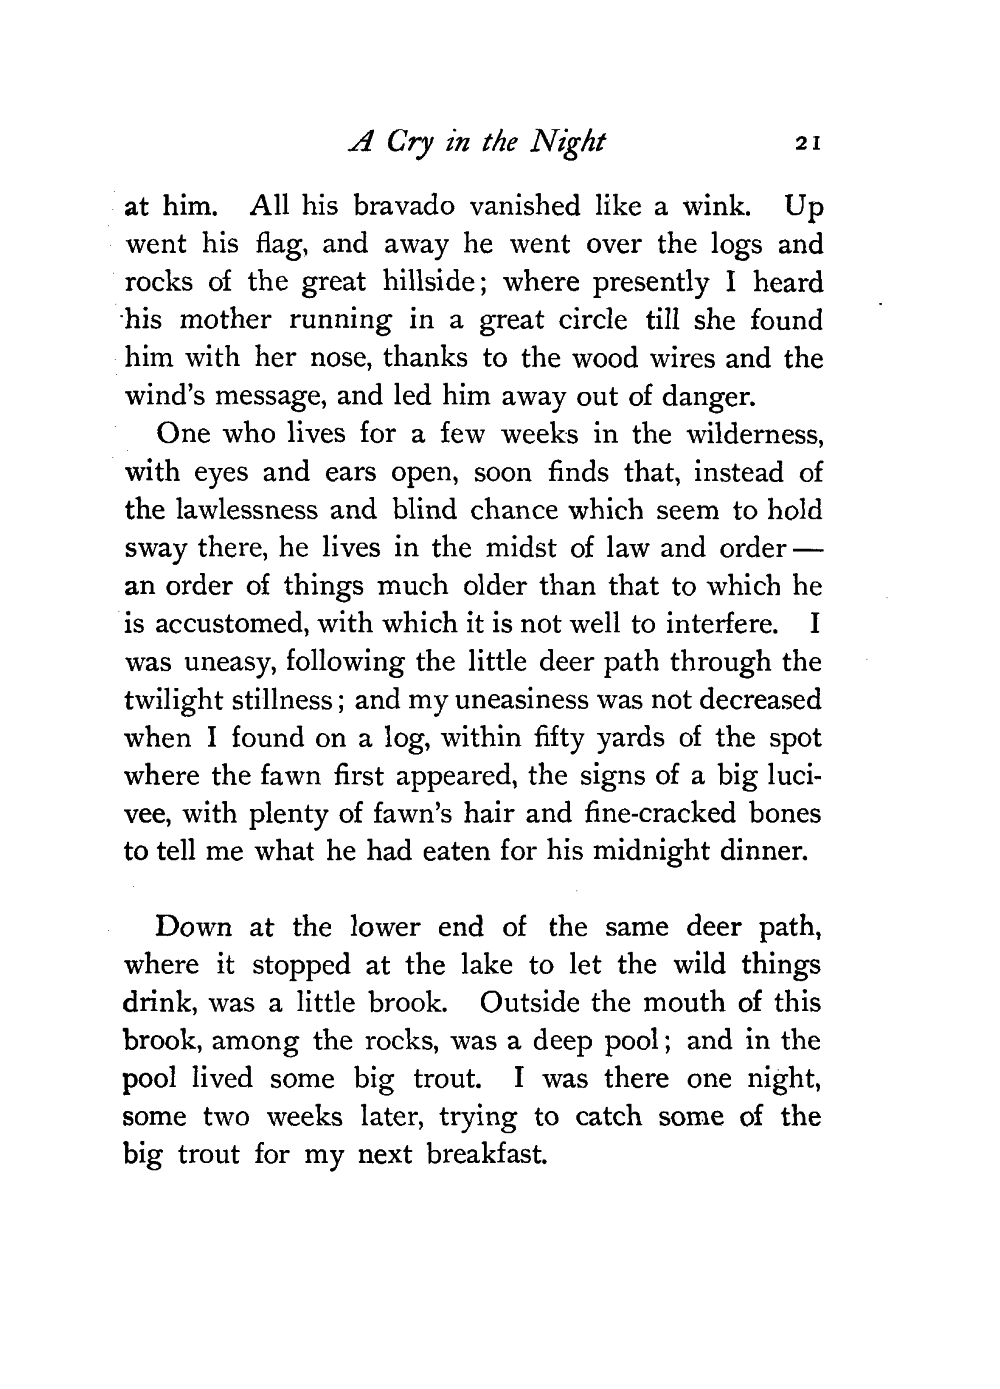 A Cry in the Night 21
at him. All his bravado vanished like a wink. Up
went his flag, and away he went over the logs and
rocks of the great hillside; where presently I heard
his mother running in a great circle till she found
him with her nose, thanks to the wood wires and the
wind's message, and led him away out of danger.
One who lives for a few weeks in the wilderness,
with eyes and ears open, soon finds that, instead of
the lawlessness and blind chance which seem to hold
sway there, he lives in the midst of law and order —
an order of things much older than that to which he
is accustomed, with which it is not well to interfere. I
was uneasy, following the little deer path through the
twilight stillness; and my uneasiness was not decreased
when I found on a log, within fifty yards of the spot
where the fawn first appeared, the signs of a big luci-
vee, with plenty of fawn's hair and fine-cracked bones
to tell me what he had eaten for his midnight dinner.
Down at the lower end of the same deer path,
where it stopped at the lake to let the wild things
drink, was a little brook. Outside the mouth of this
brook, among the rocks, was a deep pool; and in the
pool lived some big trout. I was there one night,
some two weeks later, trying to catch some of the
big trout for my next breakfast.